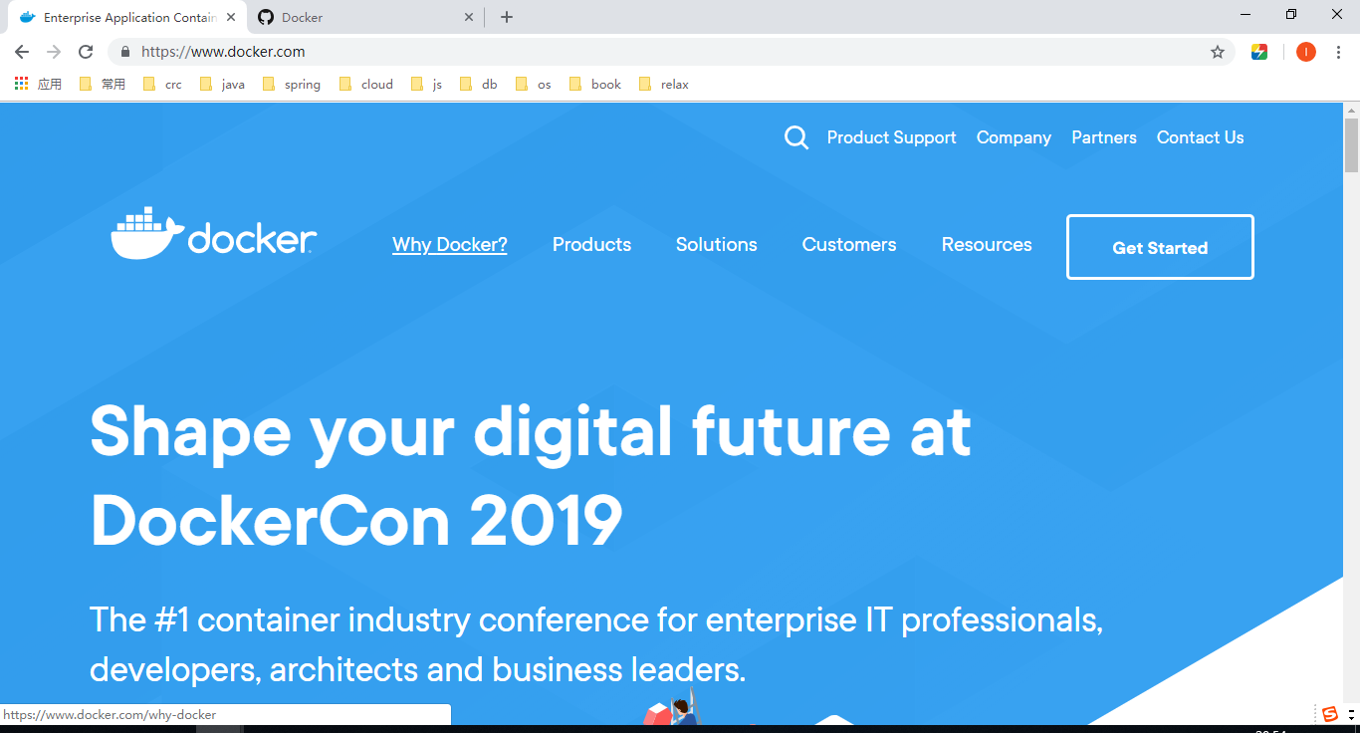 Enterprise Application Contain
Docker
https://www.docker.com
应用 常用 crc java spring cloud js db os book relax
Product Support Company Partners Contact Us
docker
Why Docker? Products Solutions Customers Resources Get Started
Shape your digital future at
DockerCon 2019
The #1 container industry conference for enterprise IT professionals,
developers, architects and business leaders.
https://www.docker.com/why-docker